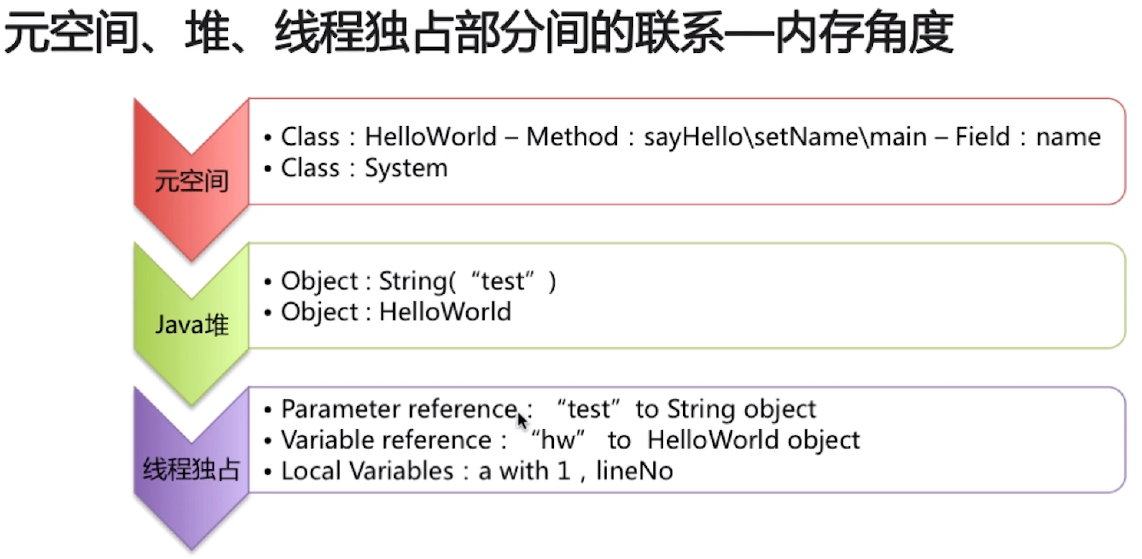 元空间、堆、线程独占部分间的联系—内存角度
元空间
• Class：HelloWorld – Method：sayHello\setName\main – Field：name
• Class：System
Java堆
• Object : String(“test”)
• Object : HelloWorld
线程独占
• Parameter reference：“test” to String object
• Variable reference：“hw” to HelloWorld object
• Local Variables：a with 1，lineNo